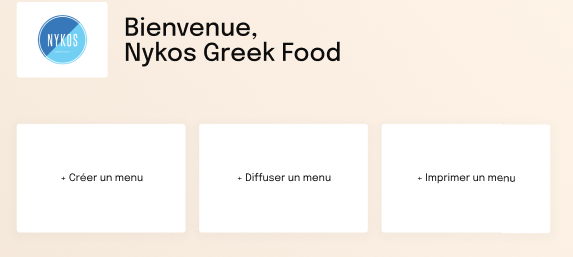 NYKOS
Bienvenue,
Nykos Greek Food
+ Créer un menu
+ Diffuser un menu
+ Imprimer un menu